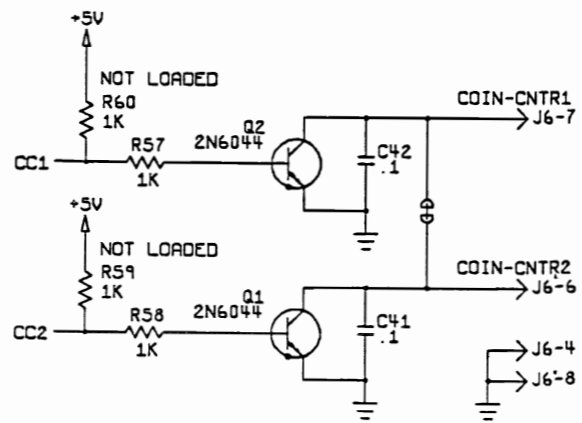 +5V
NOT LOADED
R60
1K
CC1
R57
1K
Q2
2N6044
C42
.1
COIN-CNTR1
J6-7
+5V
NOT LOADED
R59
1K
CC2
R58
1K
Q1
2N6044
C41
.1
COIN-CNTR2
J6-6
J6-4
J6-8